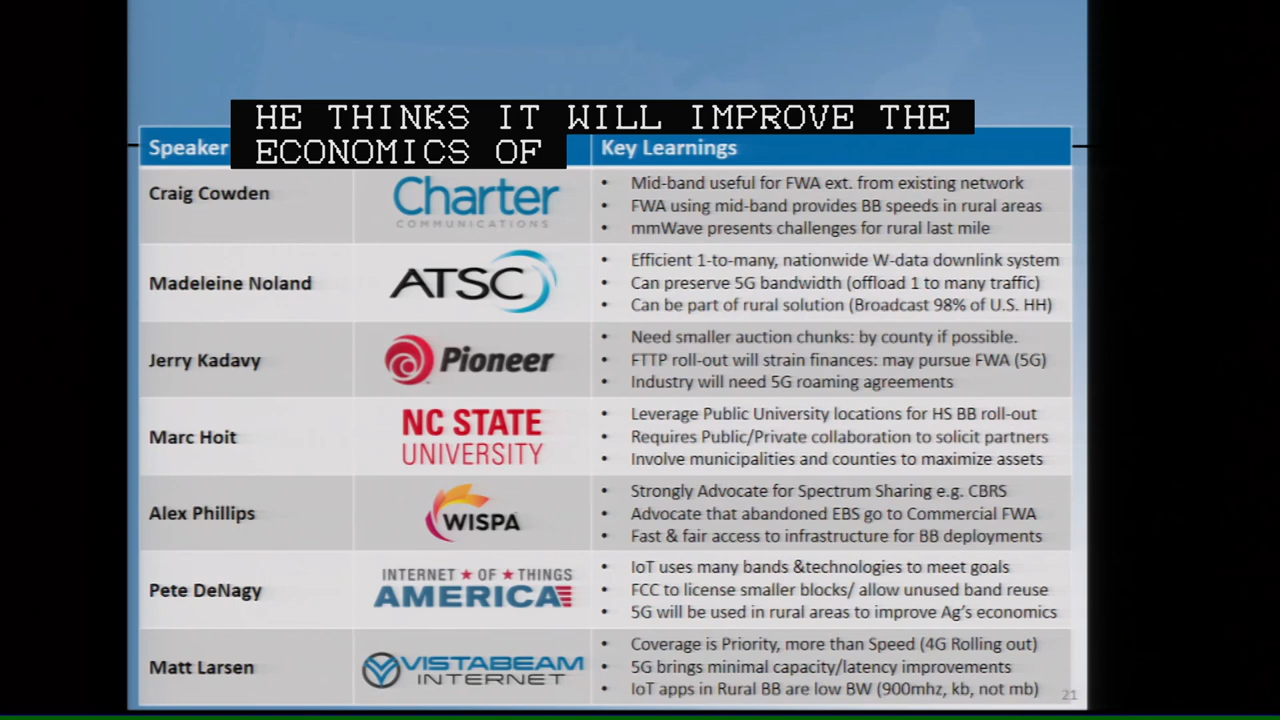 HE THINKS IT WILL IMPROVE THE
ECONOMICS OF
Speaker
Key Learnings
Craig Cowden
Charter
COMMUNICATIONS
• Mid-band useful for FWA ext. from existing network
• FWA using mid-band provides BB speeds in rural areas
• mmWave presents challenges for rural last mile
Madeleine Noland
ATSC
• Efficient 1-to-many, nationwide W-data downlink system
• Can preserve 5G bandwidth (offload 1 to many traffic)
• Can be part of rural solution (Broadcast 98% of U.S. HH)
Jerry Kadavy
Pioneer
• Need smaller auction chunks: by county if possible.
• FTTP roll-out will strain finances: may pursue FWA (5G)
• Industry will need 5G roaming agreements
Marc Hoit
NC STATE
UNIVERSITY
• Leverage Public University locations for HS BB roll-out
• Requires Public/Private collaboration to solicit partners
• Involve municipalities and counties to maximize assets
Alex Phillips
WISPA
• Strongly Advocate for Spectrum Sharing e.g. CBRS
• Advocate that abandoned EBS go to Commercial FWA
• Fast & fair access to infrastructure for BB deployments
Pete DeNagy
INTERNET ★ OF ★ THINGS
AMERICA
• IoT uses many bands &technologies to meet goals
• FCC to license smaller blocks/ allow unused band reuse
• 5G will be used in rural areas to improve Ag's economics
Matt Larsen
VISTABEAM
INTERNET
• Coverage is Priority, more than Speed (4G Rolling out)
• 5G brings minimal capacity/latency improvements
• IoT apps in Rural BB are low BW (900mhz, kb, not mb)
21